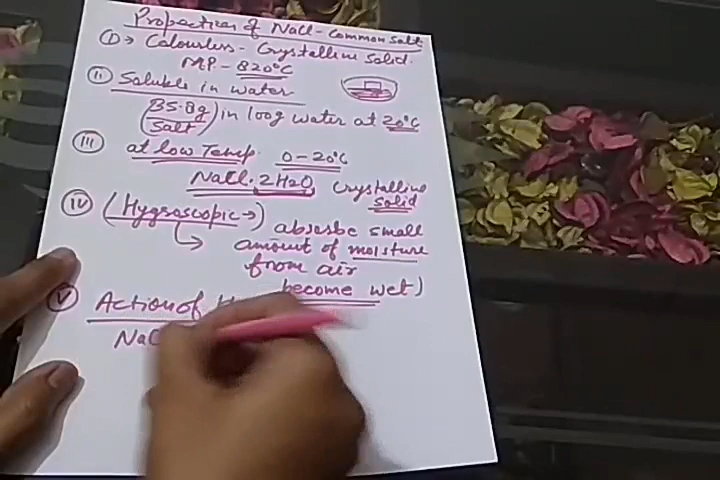 Properties of NaCl - Common Salt
(I) → Colourless - Crystalline Solid.
MP - 820°C
(II) Soluble in water
(35.8g / Salt) in 100g water at 20°C
(III) at low Temp. 0-20°C
NaCl.2H2O Crystalline Solid
(IV) (Hygroscopic →) absorbe small
amount of moisture
from air
become wet)
(V) Action of
NaCl